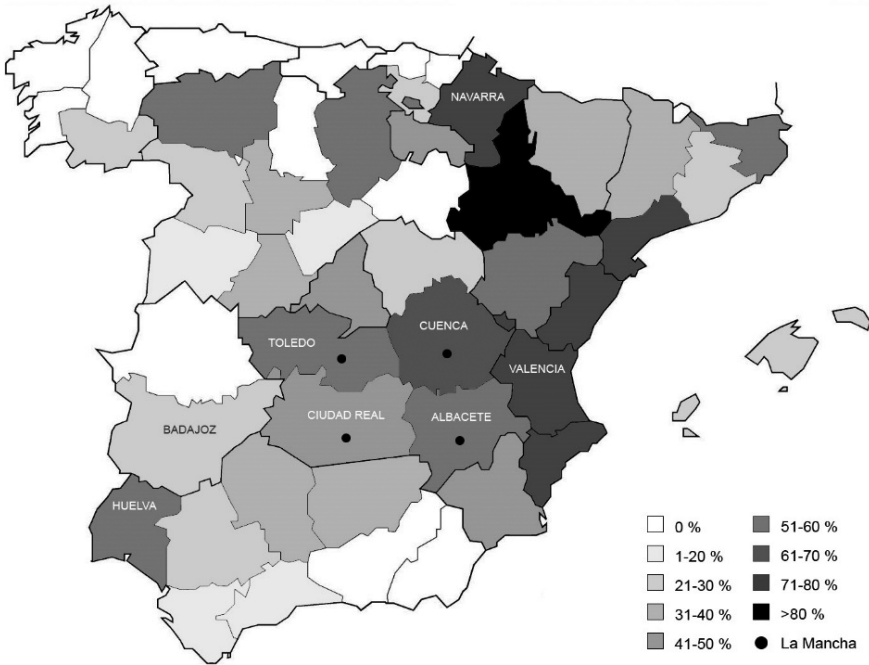 NAVARRA
CUENCA
TOLEDO
VALENCIA
CIUDAD REAL
ALBACETE
BADAJOZ
HUELVA
0 %
1-20 %
21-30 %
31-40 %
41-50 %
51-60 %
61-70 %
71-80 %
>80 %
La Mancha